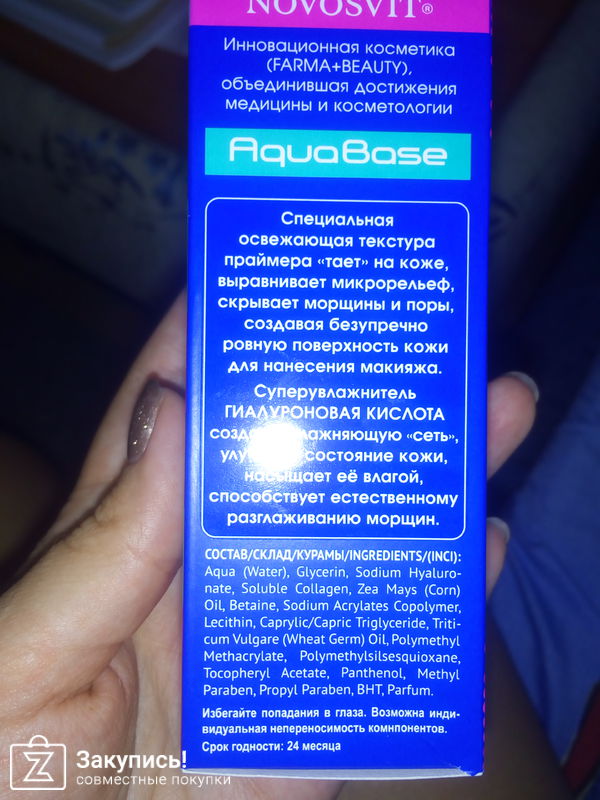 NOVOSVIT®
Инновационная косметика
(FARMA+BEAUTY),
объединившая достижения
медицины и косметологии
AquaBase
Специальная
освежающая текстура
праймера «тает» на коже,
выравнивает микрорельеф,
скрывает морщины и поры,
создавая безупречно
ровную поверхность кожи
для нанесения макияжа.
Суперувлажнитель
ГИАЛУРОНОВАЯ КИСЛОТА
«сеть»,
состояние кожи,
её влагой,
способствует естественному
разглаживанию морщин.
СОСТАВ/СКЛАД/КУРАМЫ/INGREDIENTS/(INCI):
Aqua (Water), Glycerin, Sodium Hyaluro-
nate, Soluble Collagen, Zea Mays (Corn)
Oil, Betaine, Sodium Acrylates Copolymer,
Lecithin, Caprylic/Capric Triglyceride, Triti-
cum Vulgare (Wheat Germ) Oil, Polymethyl
Methacrylate, Polymethylsilsesquioxane,
Tocopheryl Acetate, Panthenol, Methyl
Paraben, Propyl Paraben, BHT, Parfum.
Избегайте попадания в глаза. Возможна инди-
видуальная непереносимость комнпонентов.
Срок годности: 24 месяца
Закупись!
совместные покупки